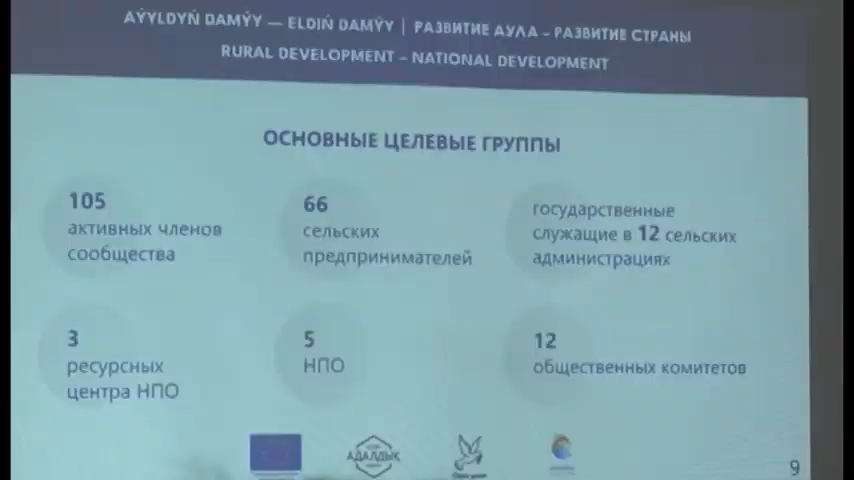 AÝYLDYŃ DAMÝY — ELDIŃ DAMÝY | РАЗВИТИЕ АУЛА – РАЗВИТИЕ СТРАНЫ
RURAL DEVELOPMENT – NATIONAL DEVELOPMENT
ОСНОВНЫЕ ЦЕЛЕВЫЕ ГРУППЫ
105
активных членов
сообщества
66
сельских
предпринимателей
государственные
служащие в 12 сельских
администрациях
3
ресурсных
центра НПО
5
НПО
12
общественных комитетов
АДАЛДЫҚ
9